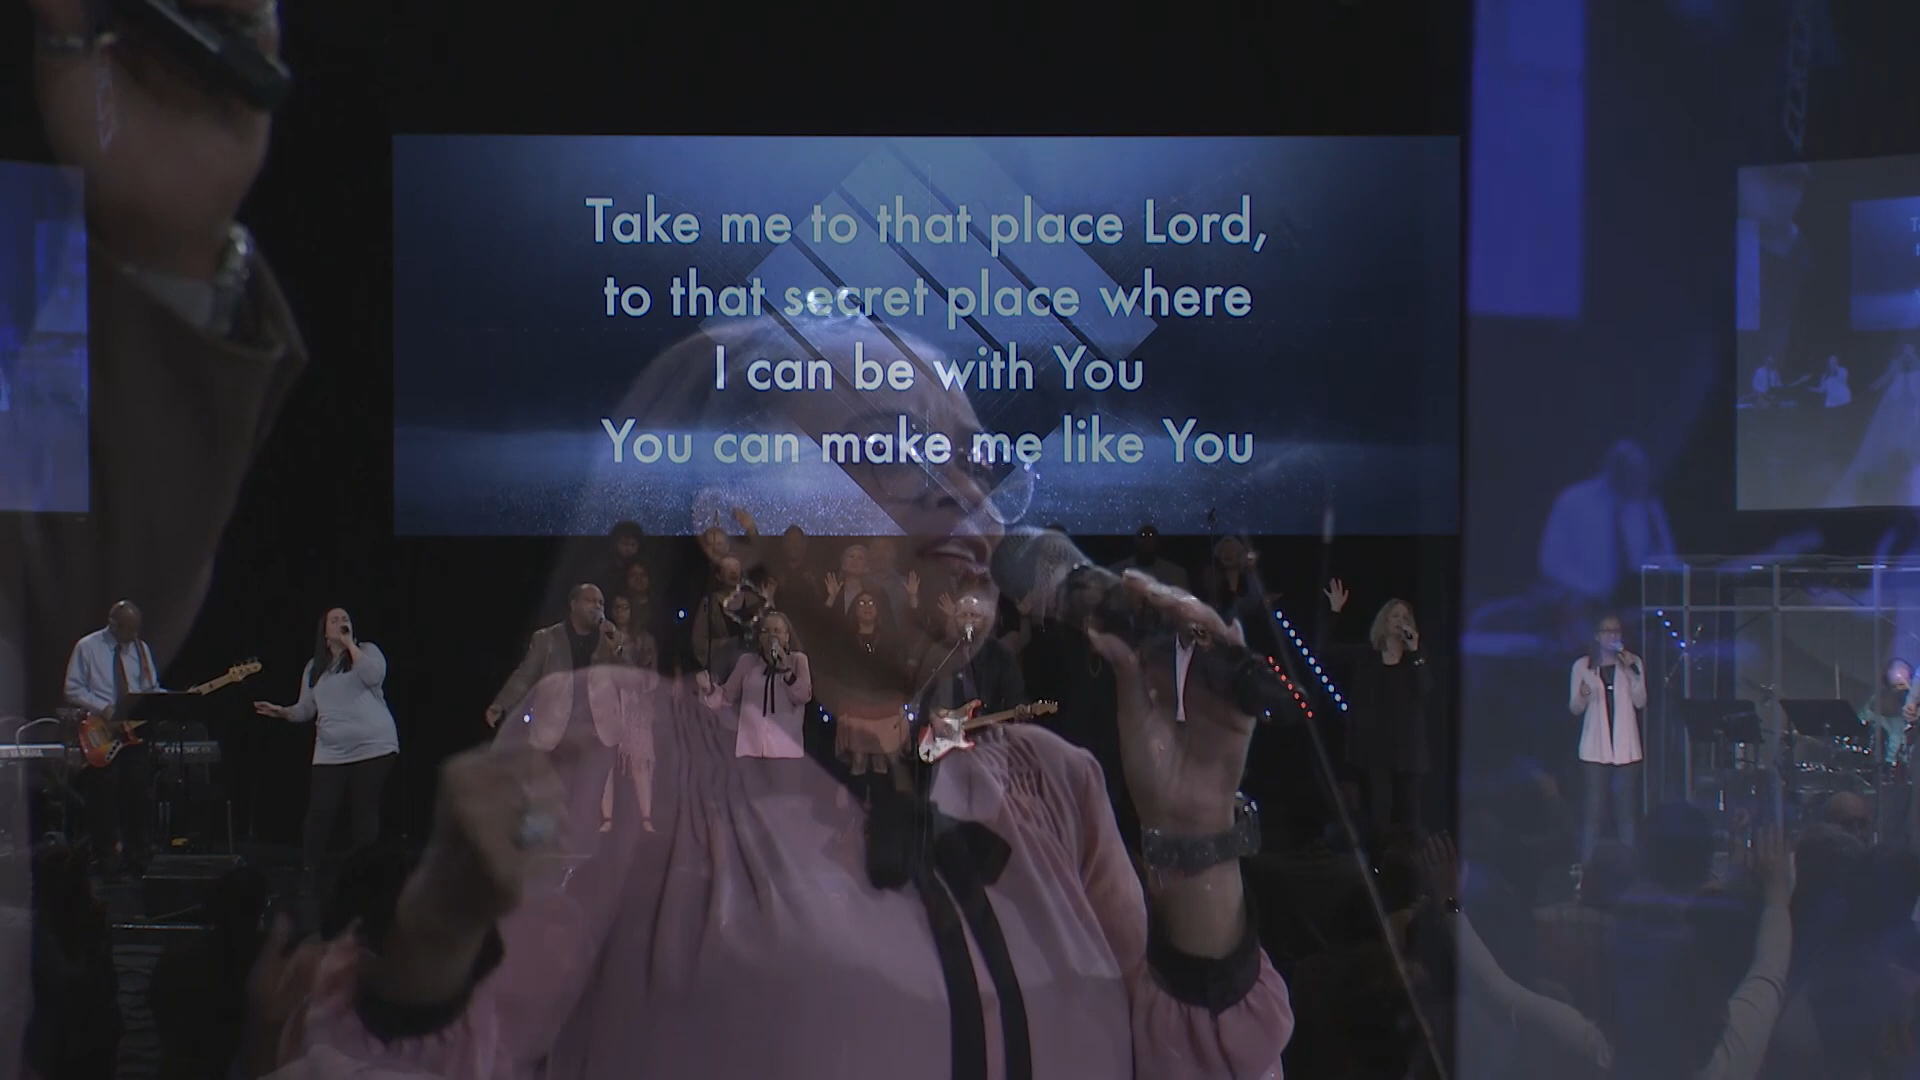 Take me to that place Lord,
to that secret place where
I can be with You
You can make me like You
YAMAHA